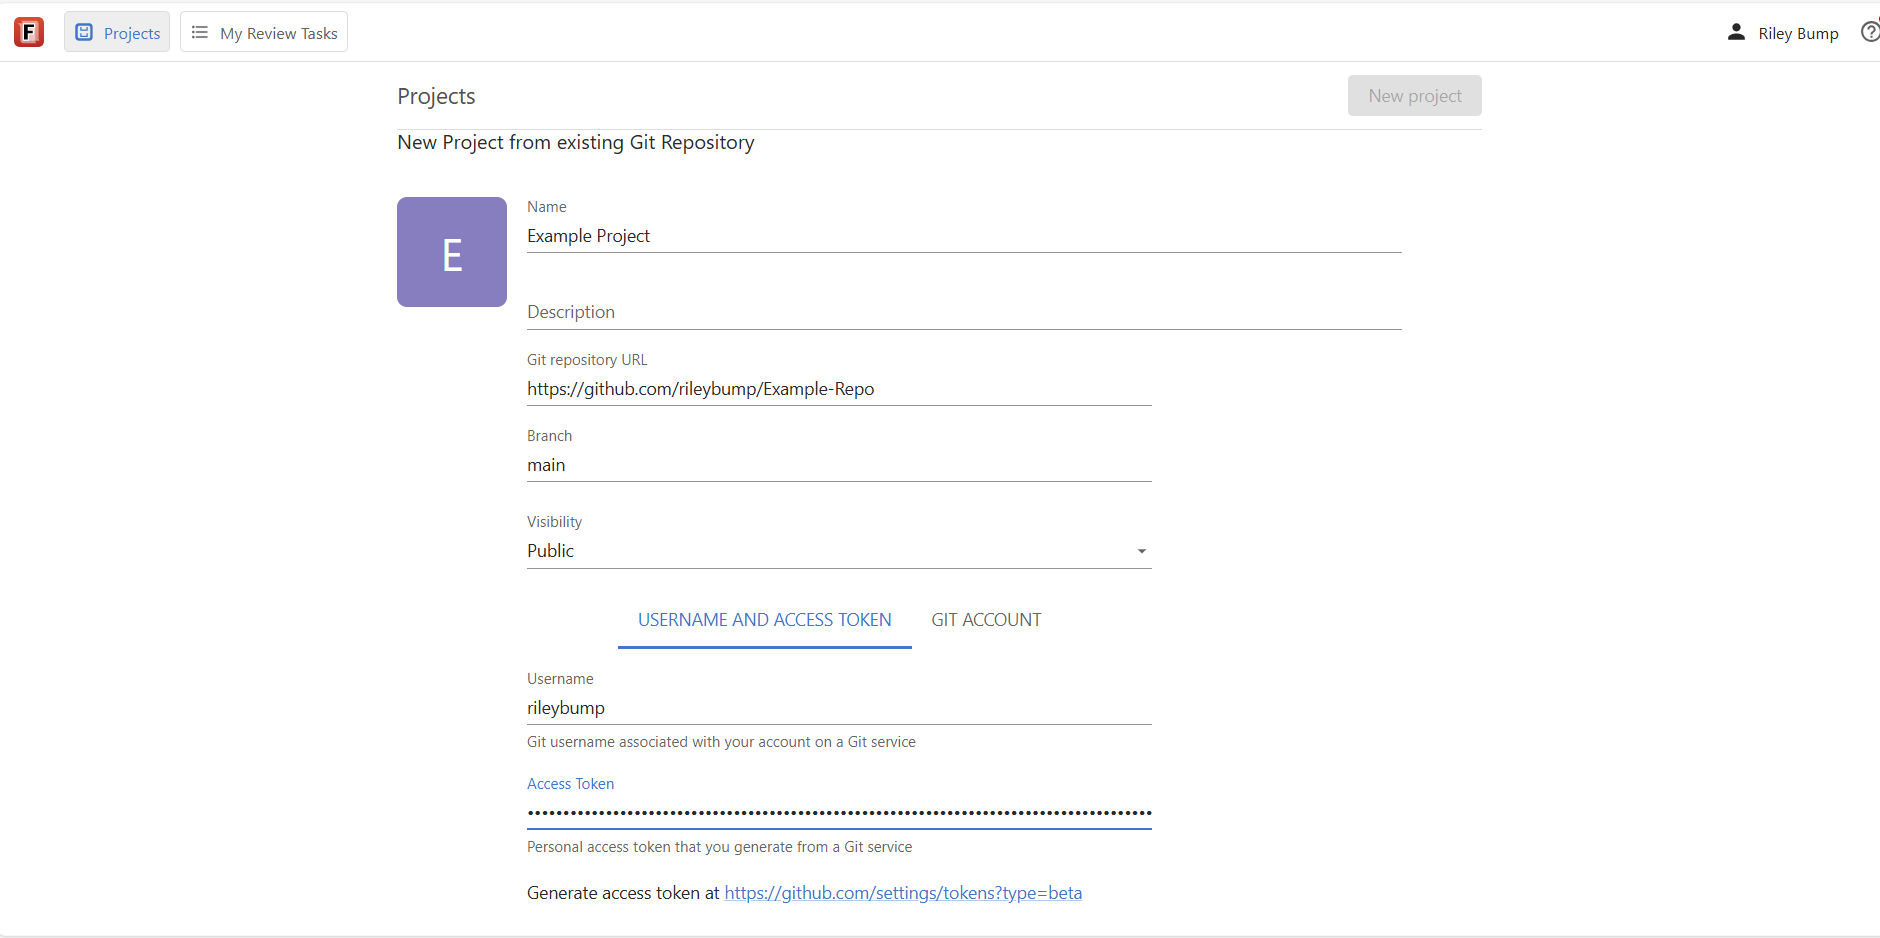 F Projects My Review Tasks Riley Bump
Projects New project
New Project from existing Git Repository
E
Name
Example Project
Description
Git repository URL
https://github.com/rileybump/Example-Repo
Branch
main
Visibility
Public
USERNAME AND ACCESS TOKEN GIT ACCOUNT
Username
rileybump
Git username associated with your account on a Git service
Access Token
Personal access token that you generate from a Git service
Generate access token at https://github.com/settings/tokens?type=beta